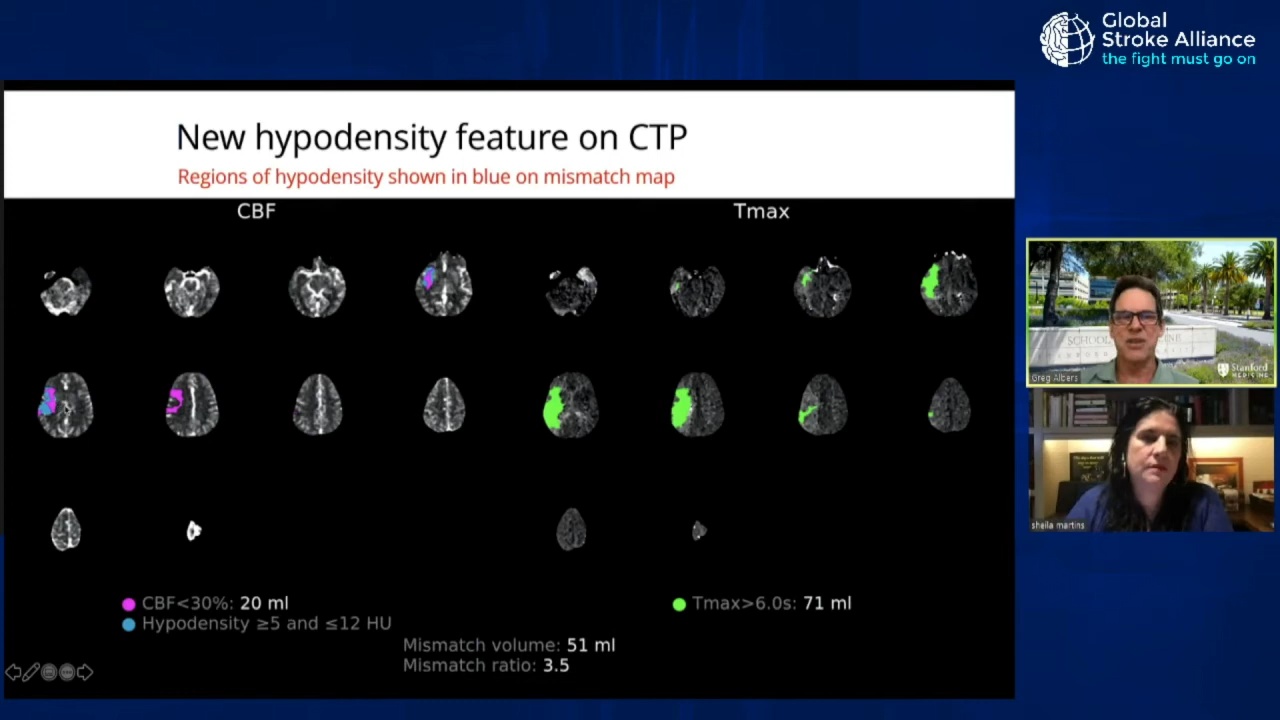 Global
Stroke Alliance
the fight must go on
New hypodensity feature on CTP
Regions of hypodensity shown in blue on mismatch map
CBF
Tmax
CBF<30%: 20 ml
Hypodensity ≥5 and ≤12 HU
Tmax>6.0s: 71 ml
Mismatch volume: 51 ml
Mismatch ratio: 3.5
Stanford
MEDICINE
Greg Albers
sheila martins